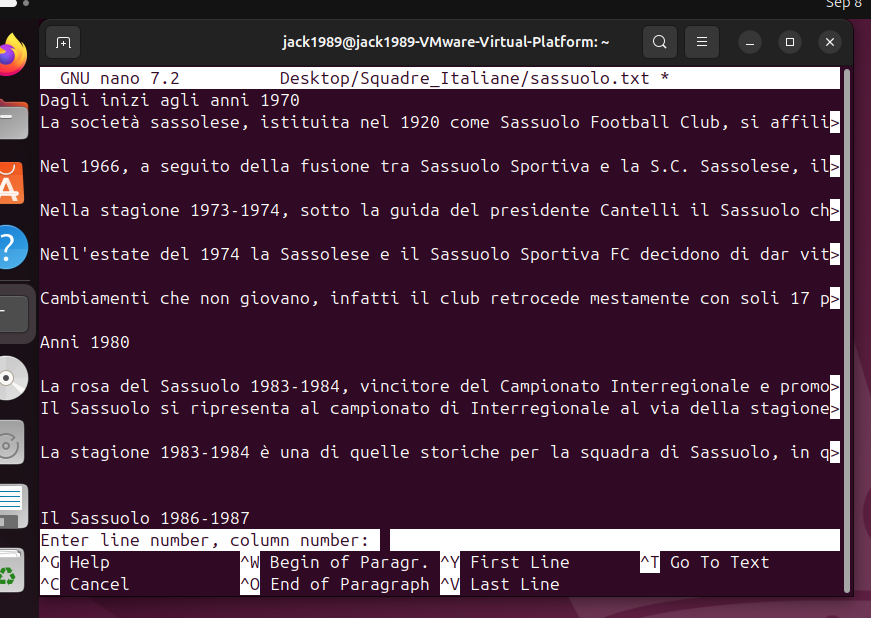 Sep 8
jack1989@jack1989-VMware-Virtual-Platform: ~
GNU nano 7.2 Desktop/Squadre_Italiane/sassuolo.txt *
Dagli inizi agli anni 1970
La società sassolese, istituita nel 1920 come Sassuolo Football Club, si affili>
Nel 1966, a seguito della fusione tra Sassuolo Sportiva e la S.C. Sassolese, il>
Nella stagione 1973-1974, sotto la guida del presidente Cantelli il Sassuolo ch>
Nell'estate del 1974 la Sassolese e il Sassuolo Sportiva FC decidono di dar vit>
Cambiamenti che non giovano, infatti il club retrocede mestamente con soli 17 p>
Anni 1980
La rosa del Sassuolo 1983-1984, vincitore del Campionato Interregionale e promo>
Il Sassuolo si ripresenta al campionato di Interregionale al via della stagione>
La stagione 1983-1984 è una di quelle storiche per la squadra di Sassuolo, in q>
Il Sassuolo 1986-1987
Enter line number, column number:
^G Help ^W Begin of Paragr. ^Y First Line ^T Go To Text
^C Cancel ^O End of Paragraph ^V Last Line